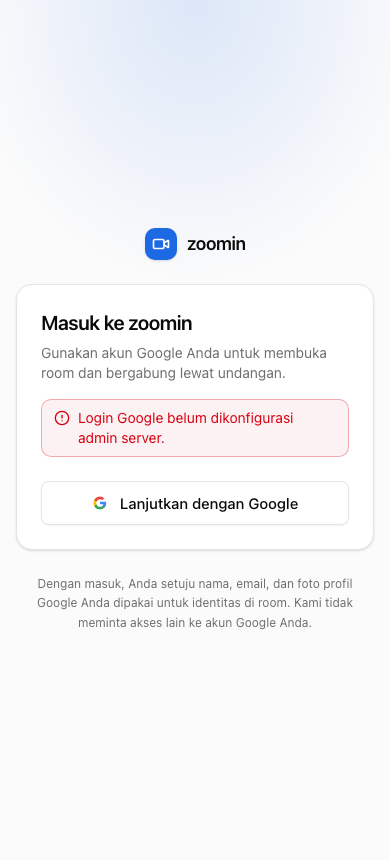 zoomin
Masuk ke zoomin
Gunakan akun Google Anda untuk membuka
room dan bergabung lewat undangan.
Login Google belum dikonfigurasi
admin server.
Lanjutkan dengan Google
Dengan masuk, Anda setuju nama, email, dan foto profil
Google Anda dipakai untuk identitas di room. Kami tidak
meminta akses lain ke akun Google Anda.